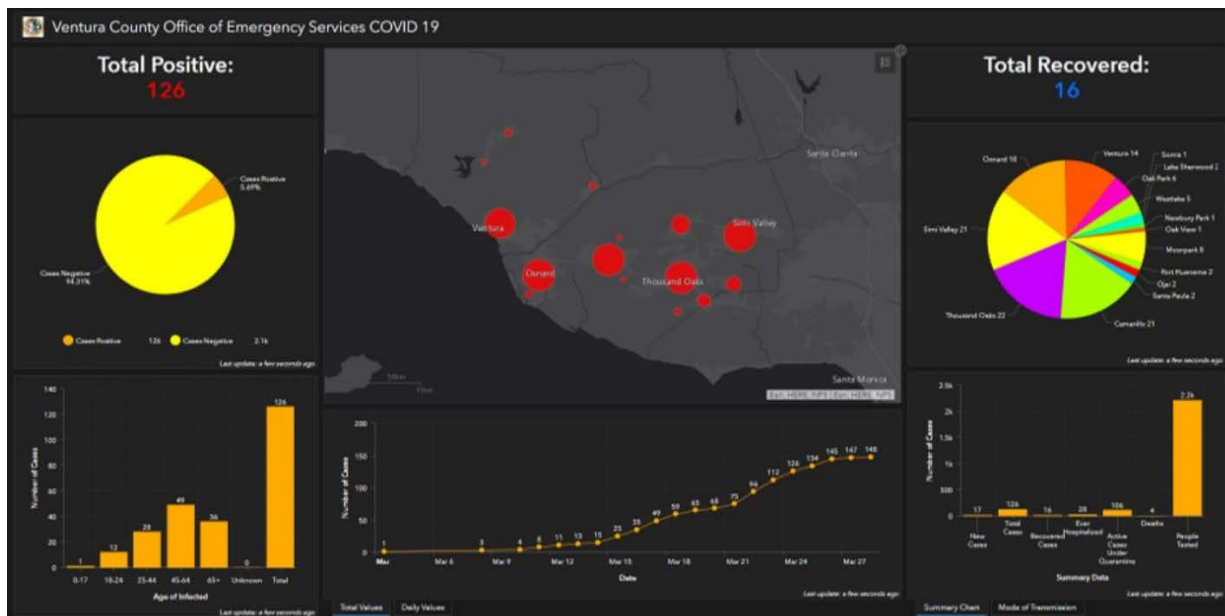 Ventura County Office of Emergency Services COVID 19
Total Positive:
126
Cases Positive
5.69%
Cases Negative
94.31%
Cases Positive 126 Cases Negative 2.1k
Last update: a few seconds ago
Number of Cases
140
120
100
80
60
40
20
0
1
12
28
49
36
0
126
0-17
18-24
25-44
45-64
65+
Unknown
Total
Age of Infected
Last update: a few seconds ago
Santa Clarita
Ventura
Simi Valley
Oxnard
Thousand Oaks
Santa Monica
Esri, HERE, NPS | Esri, HERE, NPS
Number of Cases
200
150
100
50
0
1
3
4
8
11
13
15
25
35
49
59
65
68
75
96
112
126
134
145
147
148
Mar
Mar 6
Mar 9
Mar 12
Mar 15
Mar 18
Mar 21
Mar 24
Mar 27
Date
Last update: a few seconds ago
Total Values
Daily Values
Total Recovered:
16
Oxnard 18
Ventura 14
Somis 1
Lake Sherwood 2
Oak Park 6
Westlake 5
Newbury Park 1
Oak View 1
Simi Valley 21
Moorpark 8
Port Hueneme 2
Ojai 2
Santa Paula 2
Thousand Oaks 22
Camarillo 21
Last update: a few seconds ago
Number of Cases
2.5k
2k
1.5k
1k
500
0
17
126
16
28
106
4
2.2k
New Cases
Total Cases
Recovered Cases
Ever Hospitalized
Active Cases Under Quarantine
Deaths
People Tested
Summary Data
Last update: a few seconds ago
Summary Chart
Mode of Transmission